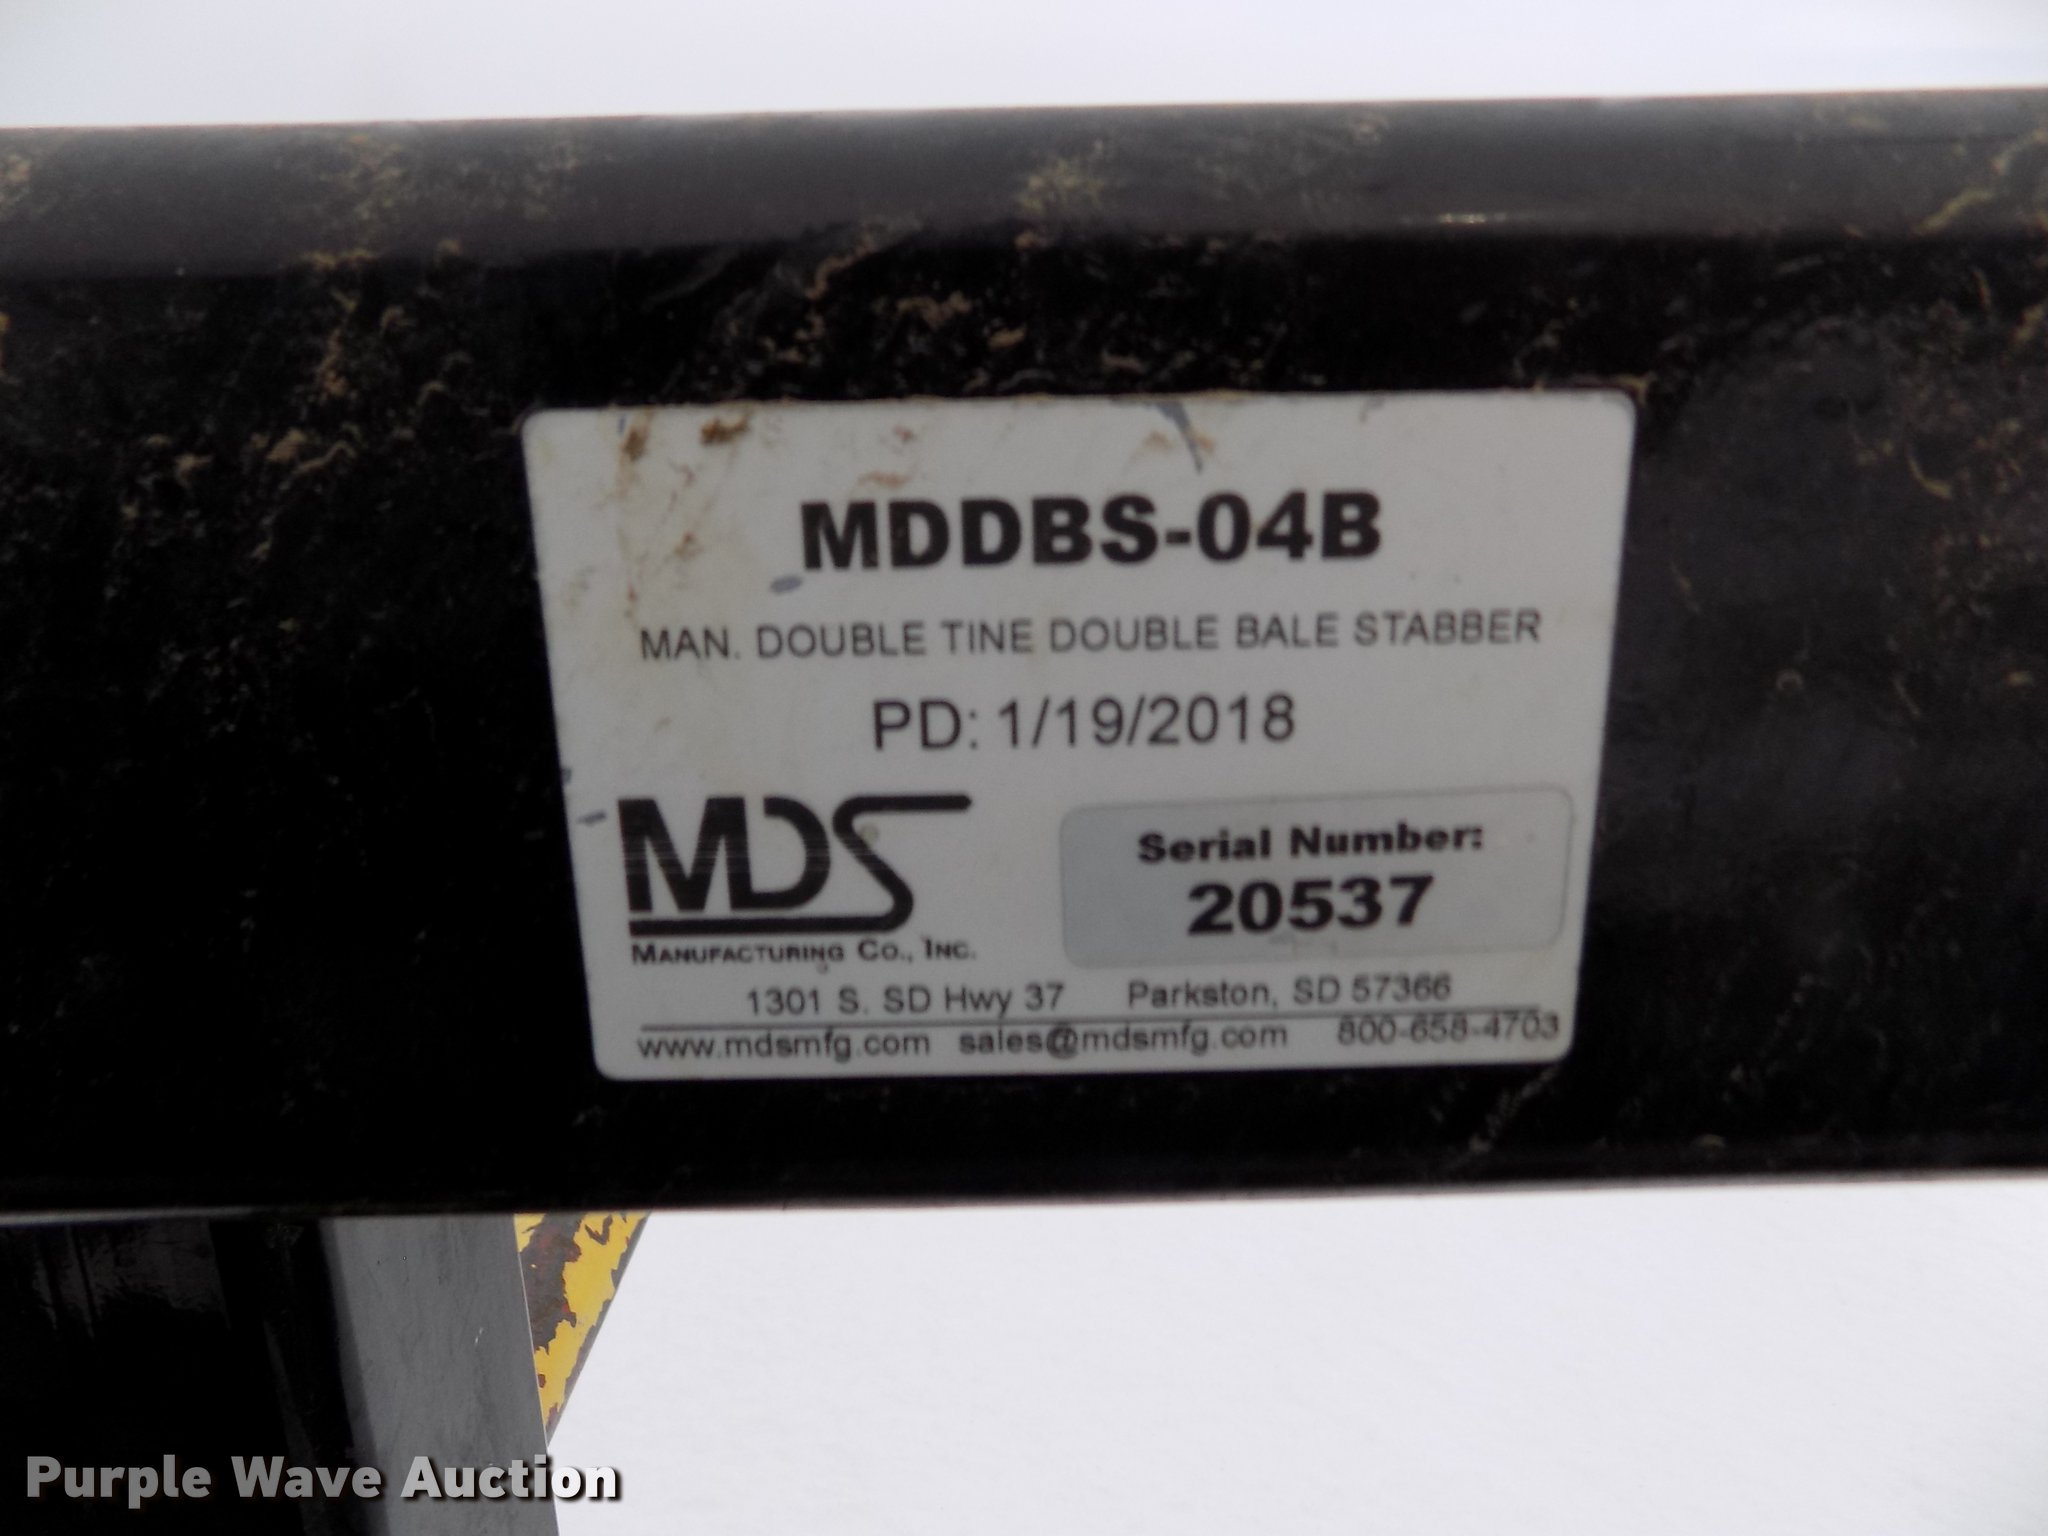 MDDBS-04B
MAN. DOUBLE TINE DOUBLE BALE STABBER
PD: 1/19/2018
MDS
MANUFACTURING CO., INC.
Serial Number:
20537
1301 S. SD Hwy 37 Parkston, SD 57366
www.mdsmfg.com sales@mdsmfg.com 800-658-4703
Purple Wave Auction